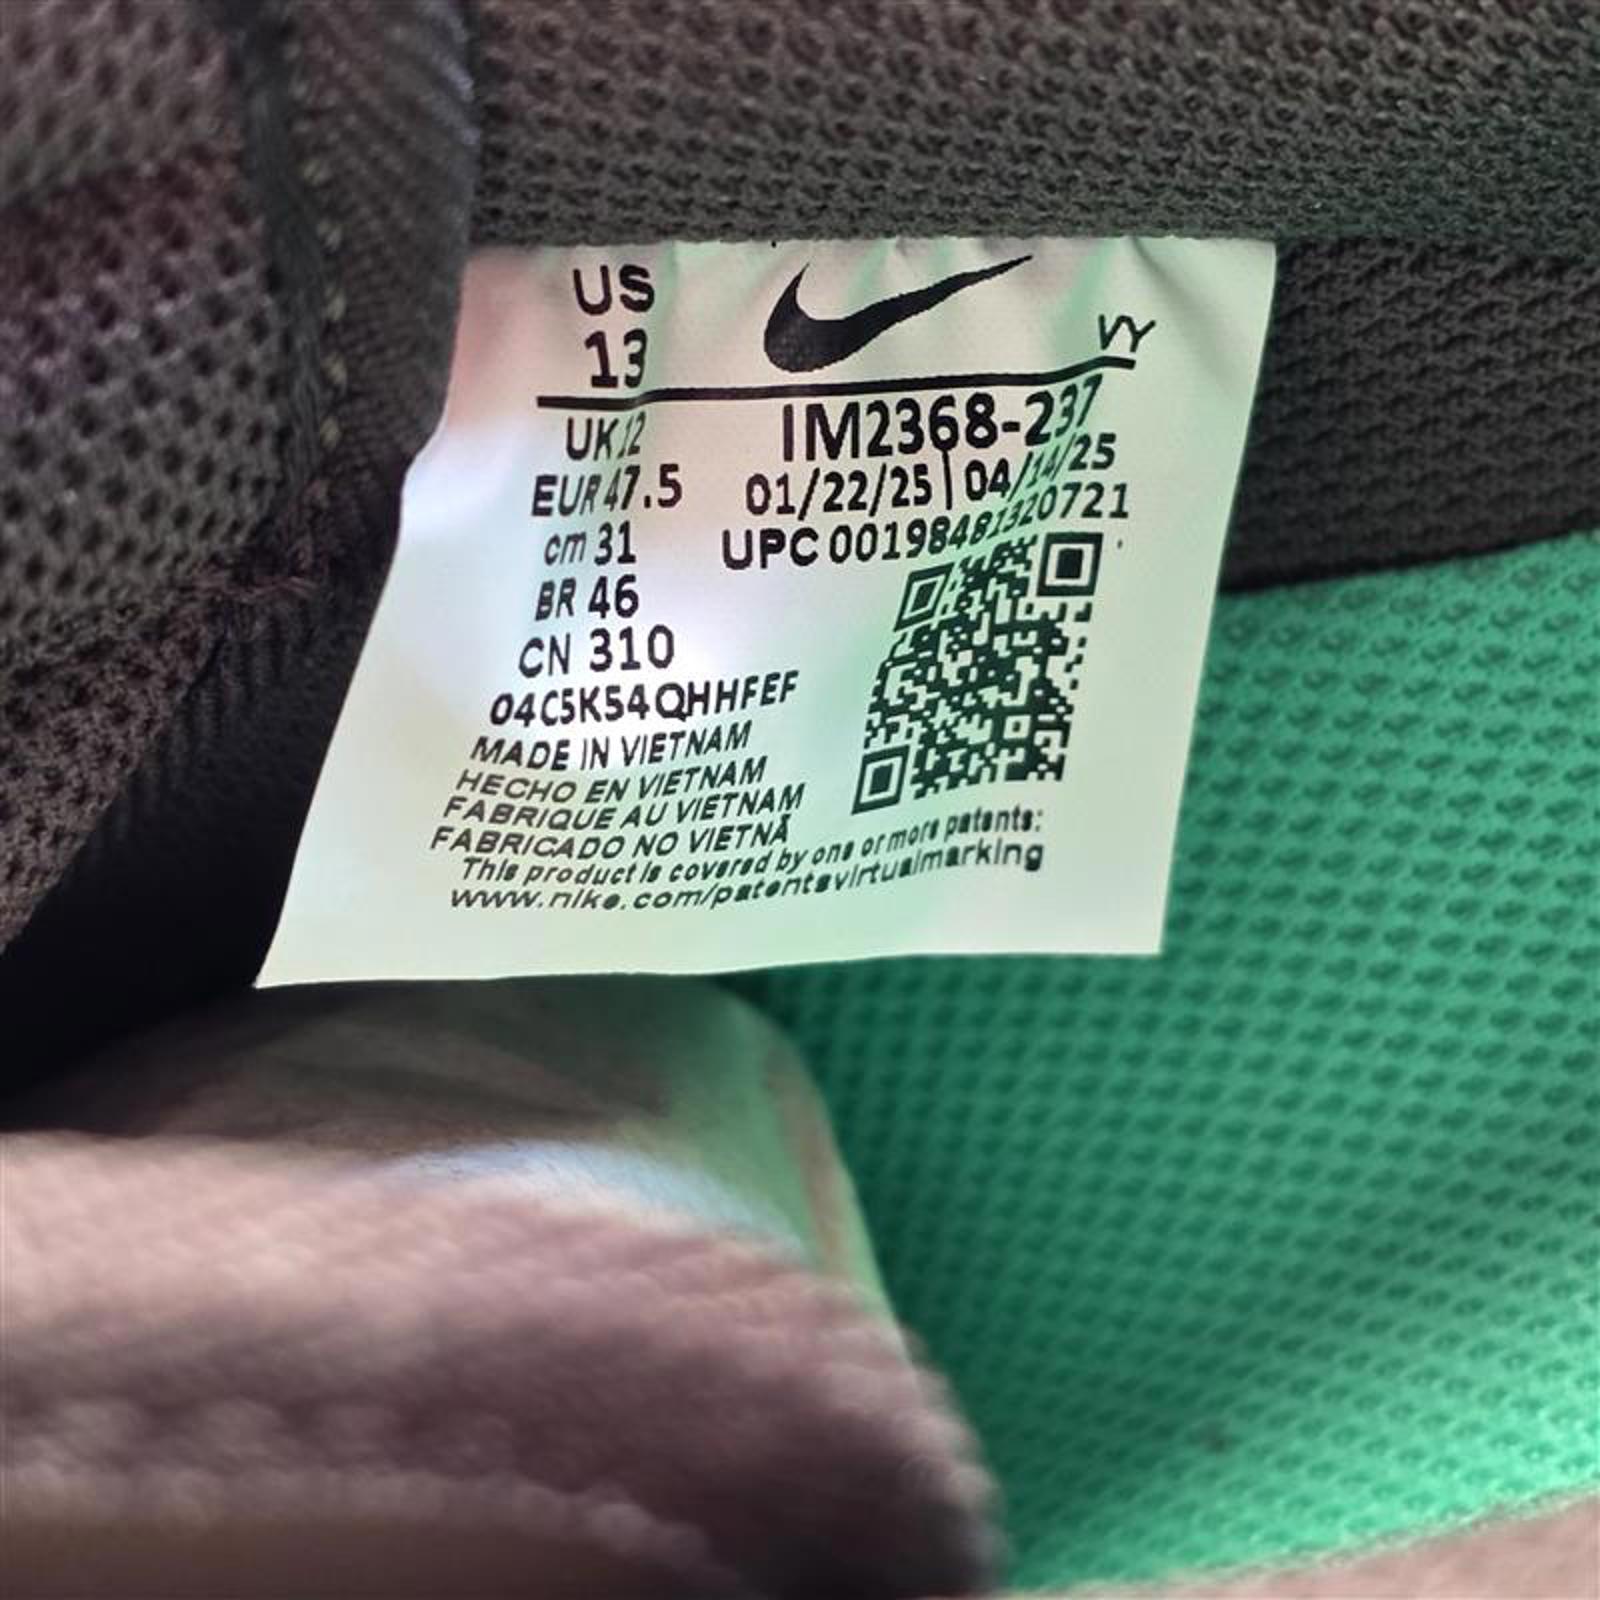 US
13
VY
UK 12
IM2368-237
EUR 47.5
01/22/25 | 04/14/25
cm 31
UPC 00198481320721
BR 46
CN 310
04C5K54QHHFEF
MADE IN VIETNAM
HECHO EN VIETNAM
FABRIQUE AU VIETNAM
FABRICADO NO VIETNÃ
This product is covered by one or more patents:
www.nike.com/patentsvirtualmarking